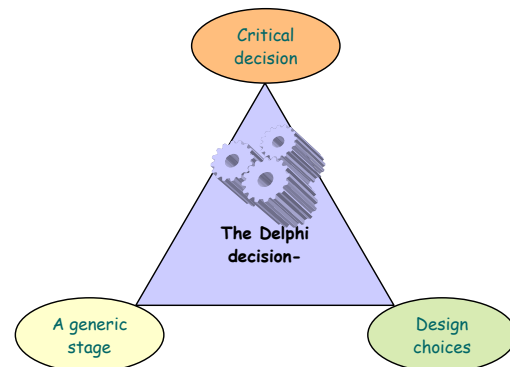 Critical
decision
The Delphi
decision-
A generic
stage
Design
choices